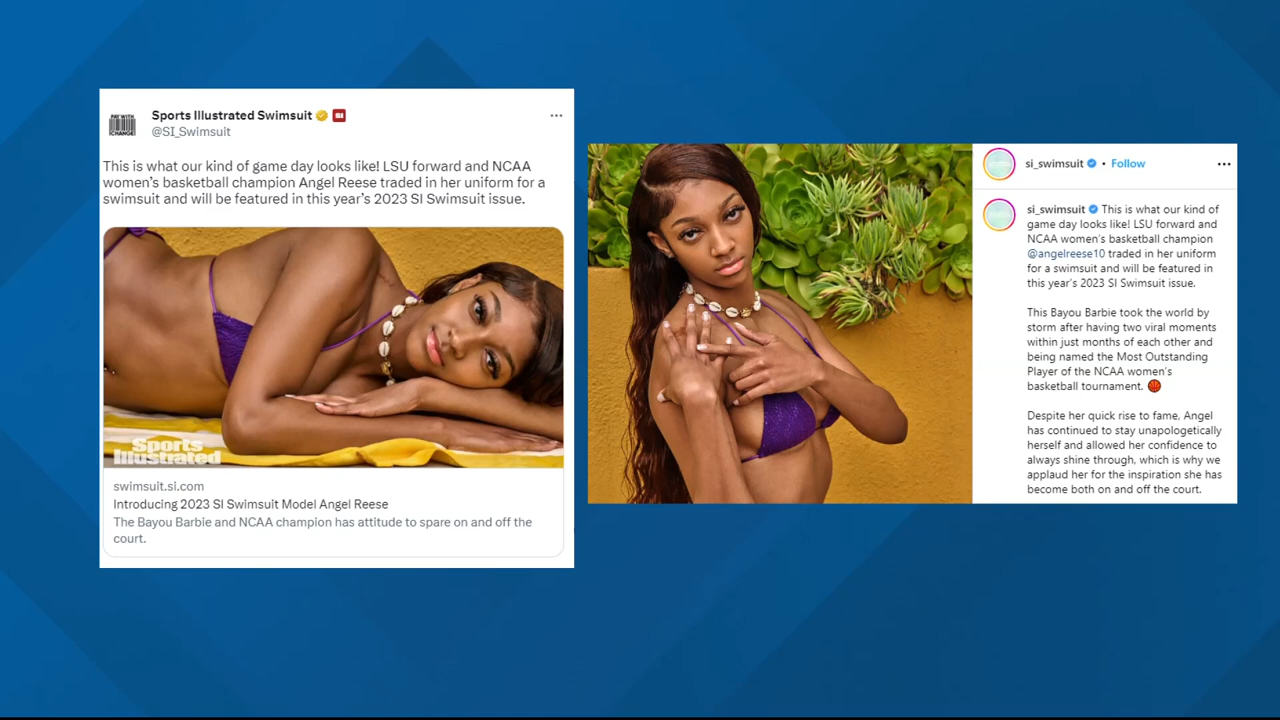 PAY WITH
CHANGE
Sports Illustrated Swimsuit SI
@SI_Swimsuit
This is what our kind of game day looks like! LSU forward and NCAA
women's basketball champion Angel Reese traded in her uniform for a
swimsuit and will be featured in this year's 2023 SI Swimsuit issue.
Sports
Illustrated
swimsuit.si.com
Introducing 2023 SI Swimsuit Model Angel Reese
The Bayou Barbie and NCAA champion has attitude to spare on and off the
court.
si_swimsuit • Follow
si_swimsuit This is what our kind of
game day looks like! LSU forward and
NCAA women's basketball champion
@angelreese10 traded in her uniform
for a swimsuit and will be featured in
this year's 2023 SI Swimsuit issue.
This Bayou Barbie took the world by
storm after having two viral moments
within just months of each other and
being named the Most Outstanding
Player of the NCAA women's
basketball tournament. 🏀
Despite her quick rise to fame, Angel
has continued to stay unapologetically
herself and allowed her confidence to
always shine through, which is why we
applaud her for the inspiration she has
become both on and off the court.